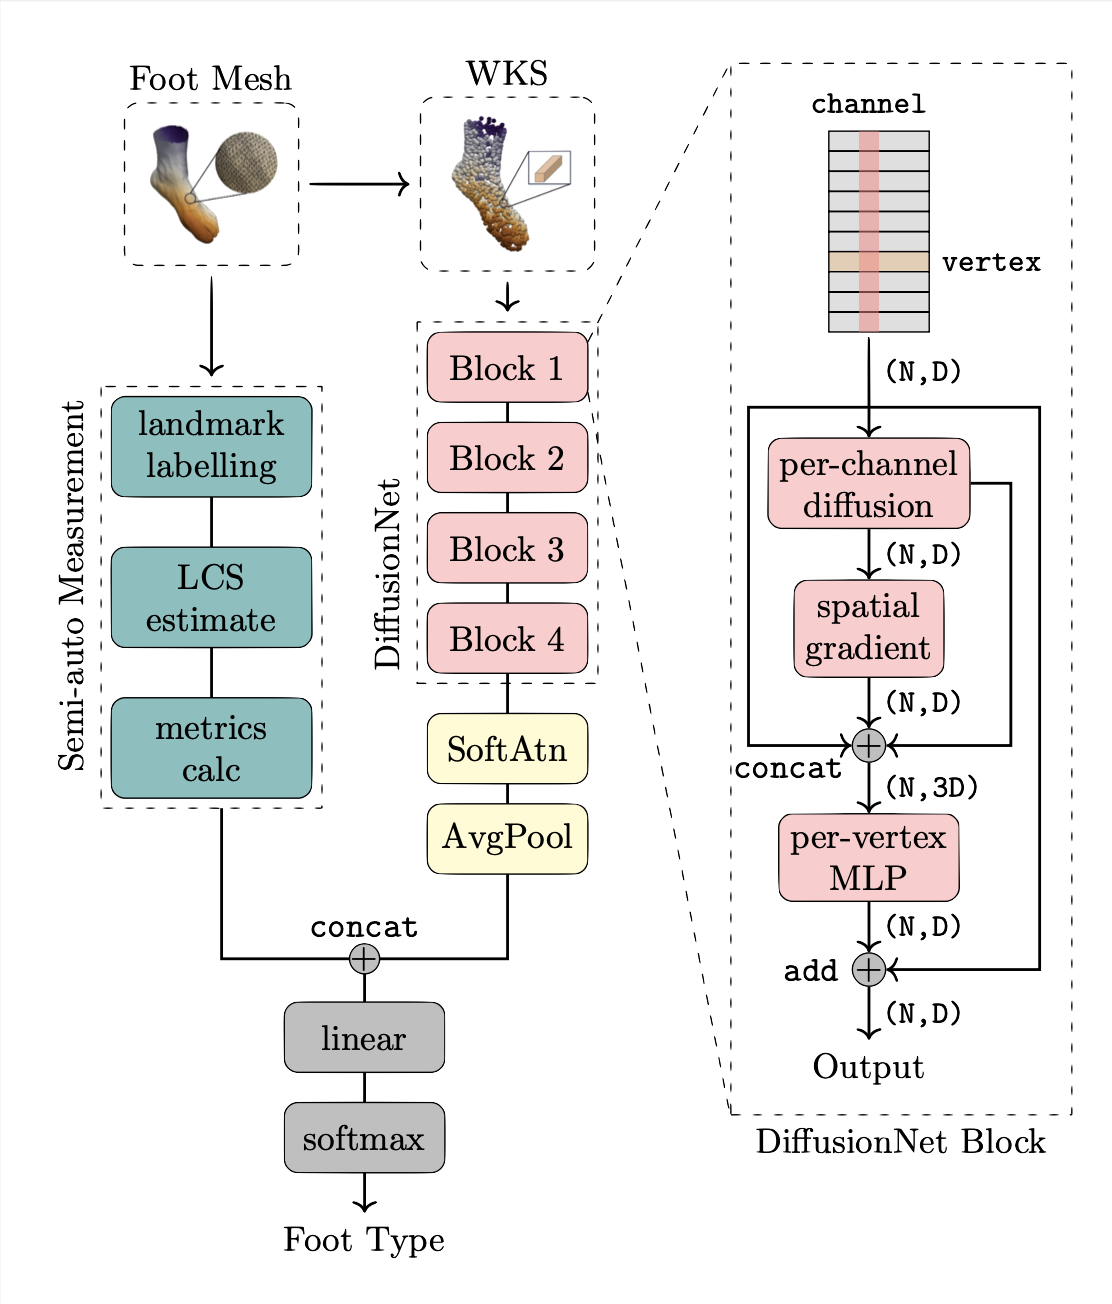 Foot Mesh
WKS
Semi-auto Measurement
landmark
labelling
LCS
estimate
metrics
calc
DiffusionNet
Block 1
Block 2
Block 3
Block 4
SoftAtn
AvgPool
concat
linear
softmax
Foot Type
channel
vertex
(N,D)
per-channel
diffusion
(N,D)
spatial
gradient
(N,D)
concat
(N,3D)
per-vertex
MLP
(N,D)
add
(N,D)
Output
DiffusionNet Block